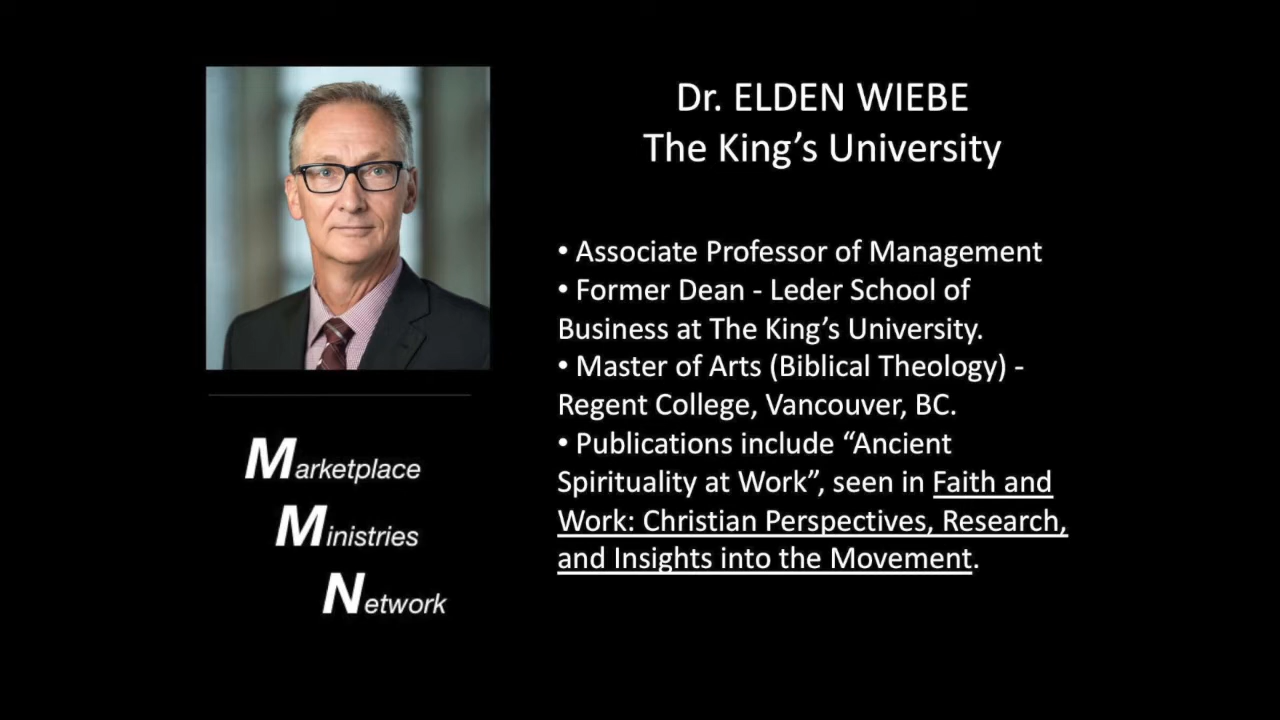 Dr. ELDEN WIEBE
The King’s University
• Associate Professor of Management
• Former Dean - Leder School of
Business at The King’s University.
• Master of Arts (Biblical Theology) -
Regent College, Vancouver, BC.
• Publications include “Ancient
Spirituality at Work”, seen in Faith and
Work: Christian Perspectives, Research,
and Insights into the Movement.
Marketplace
Ministries
Network